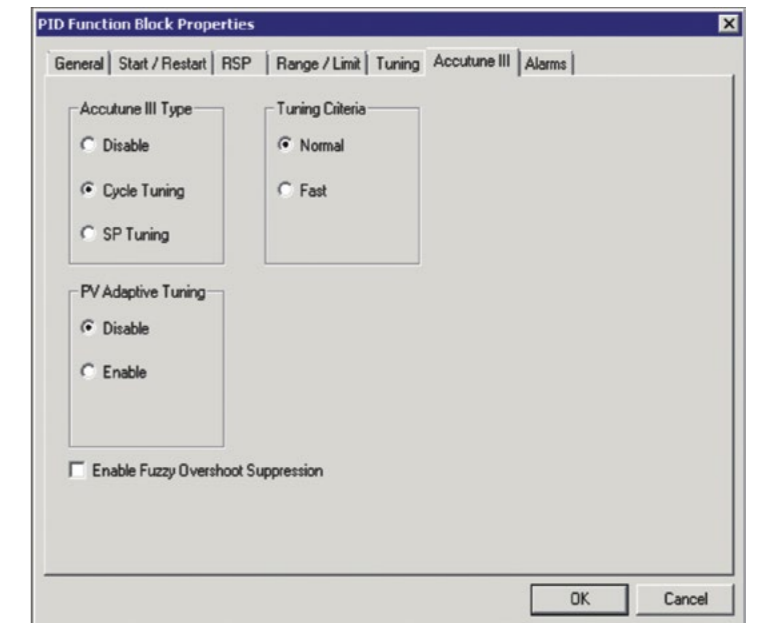 PID Function Block Properties
General Start / Restart RSP Range / Limit Tuning Accutune III Alarms
Accutune III Type
Disable
Cycle Tuning
SP Tuning
Tuning Criteria
Normal
Fast
PV Adaptive Tuning
Disable
Enable
Enable Fuzzy Overshoot Suppression
OK Cancel